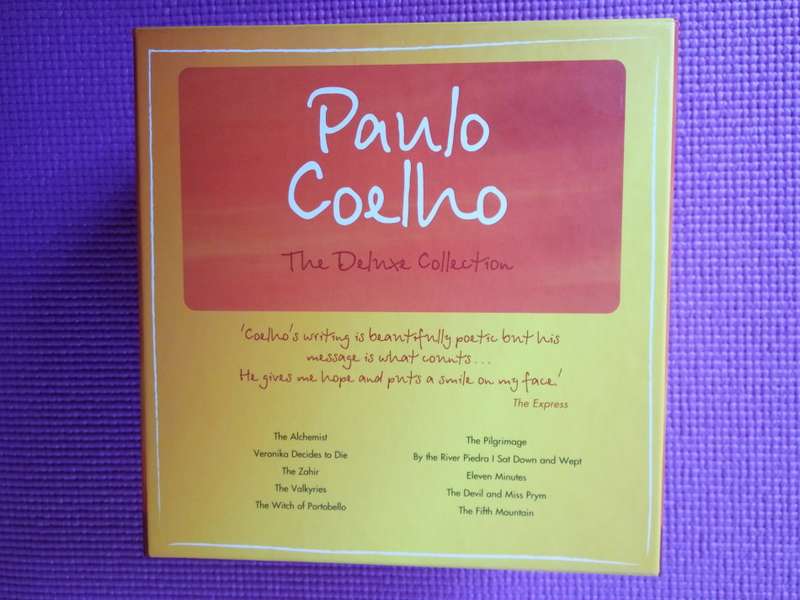 Paulo
Coelho
The Deluxe Collection
'Coelho's writing is beautifully poetic but his
message is what counts...
He gives me hope and puts a smile on my face.'
The Express
The Alchemist
Veronika Decides to Die
The Zahir
The Valkyries
The Witch of Portobello
The Pilgrimage
By the River Piedra I Sat Down and Wept
Eleven Minutes
The Devil and Miss Prym
The Fifth Mountain